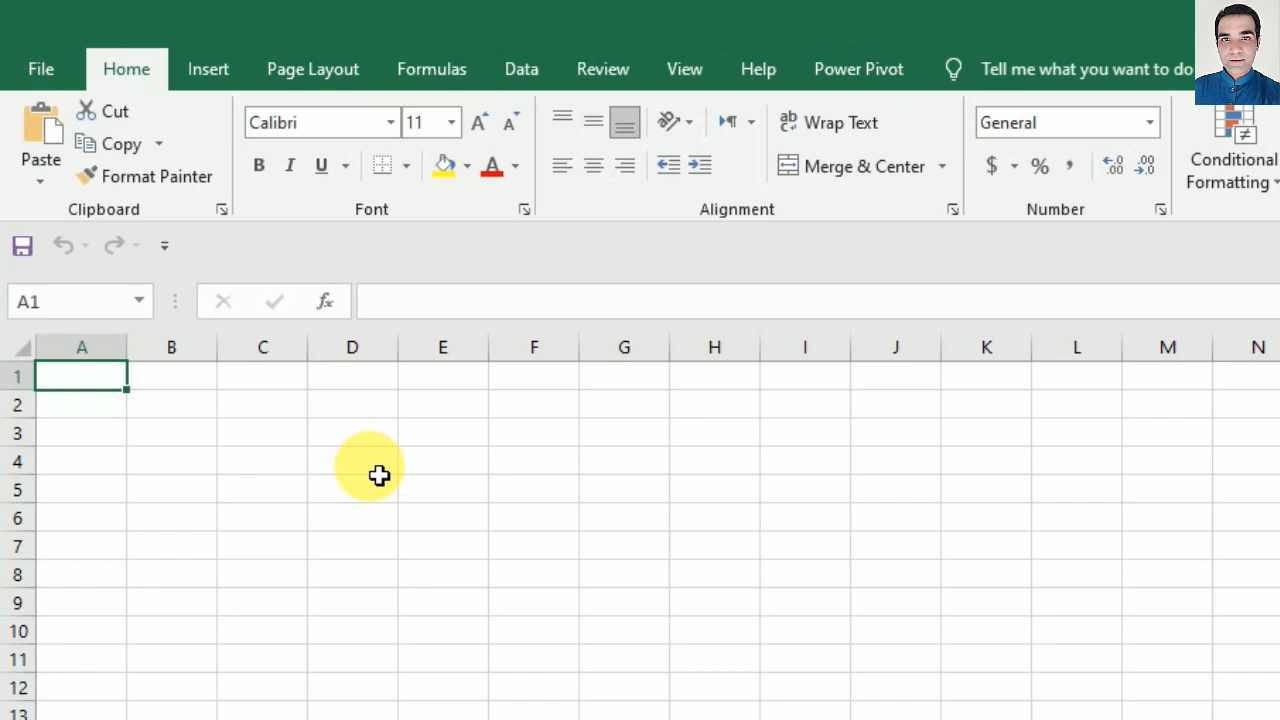 File Home Insert Page Layout Formulas Data Review View Help Power Pivot Tell me what you want to do
Paste
Cut
Copy
Format Painter
Clipboard
Calibri 11
B I U A
Font
Wrap Text
Merge & Center
Alignment
General
$ % ,
Number
Conditional
Formatting
A1 fx
A B C D E F G H I J K L M N
1
2
3
4
5
6
7
8
9
10
11
12
13